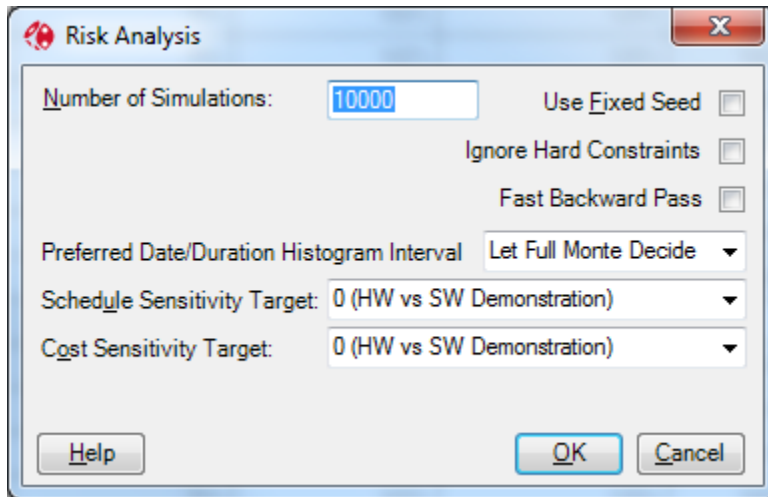 Risk Analysis
Number of Simulations: 10000 Use Fixed Seed
Ignore Hard Constraints
Fast Backward Pass
Preferred Date/Duration Histogram Interval Let Full Monte Decide
Schedule Sensitivity Target: 0 (HW vs SW Demonstration)
Cost Sensitivity Target: 0 (HW vs SW Demonstration)
Help OK Cancel